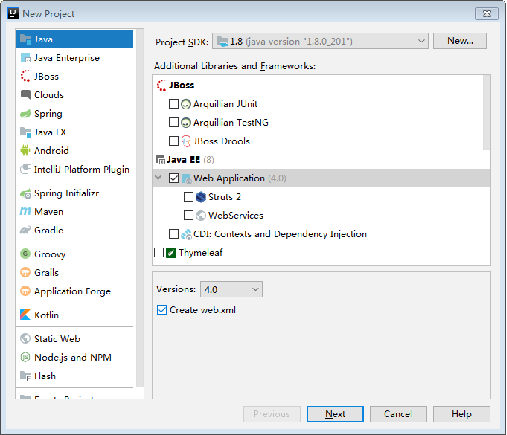 New Project
Java
Java Enterprise
JBoss
Clouds
Spring
Java FX
Android
IntelliJ Platform Plugin
Spring Initializr
Maven
Gradle
Groovy
Grails
Application Forge
Kotlin
Static Web
Node.js and NPM
Flash
Project SDK: 1.8 (java version "1.8.0_201") New...
Additional Libraries and Frameworks:
JBoss
Arquillian JUnit
Arquillian TestNG
JBoss Drools
Java EE (8)
Web Application (4.0)
Struts 2
WebServices
CDI: Contexts and Dependency Injection
Thymeleaf
Versions: 4.0
Create web.xml
Previous Next Cancel Help